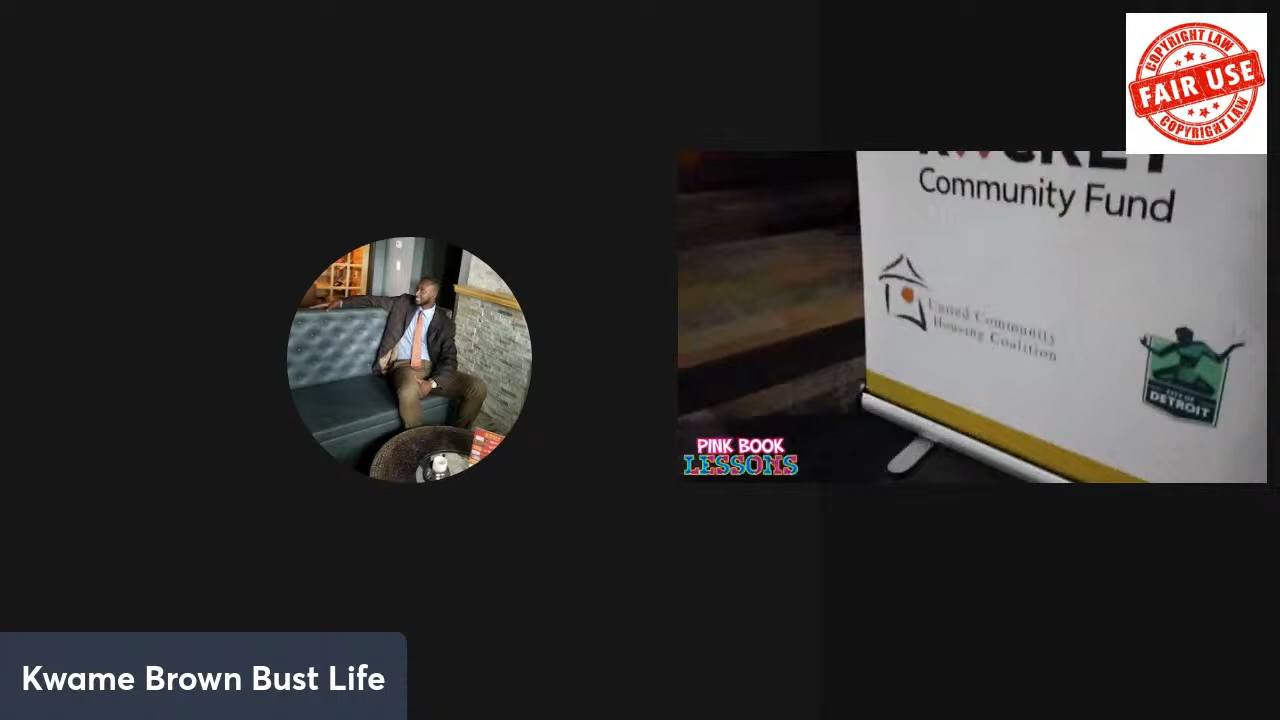 COPYRIGHT LAW
FAIR USE
COPYRIGHT LAW
Community Fund
United Community
Housing Coalition
CITY OF
DETROIT
PINK BOOK
LESSONS
Kwame Brown Bust Life